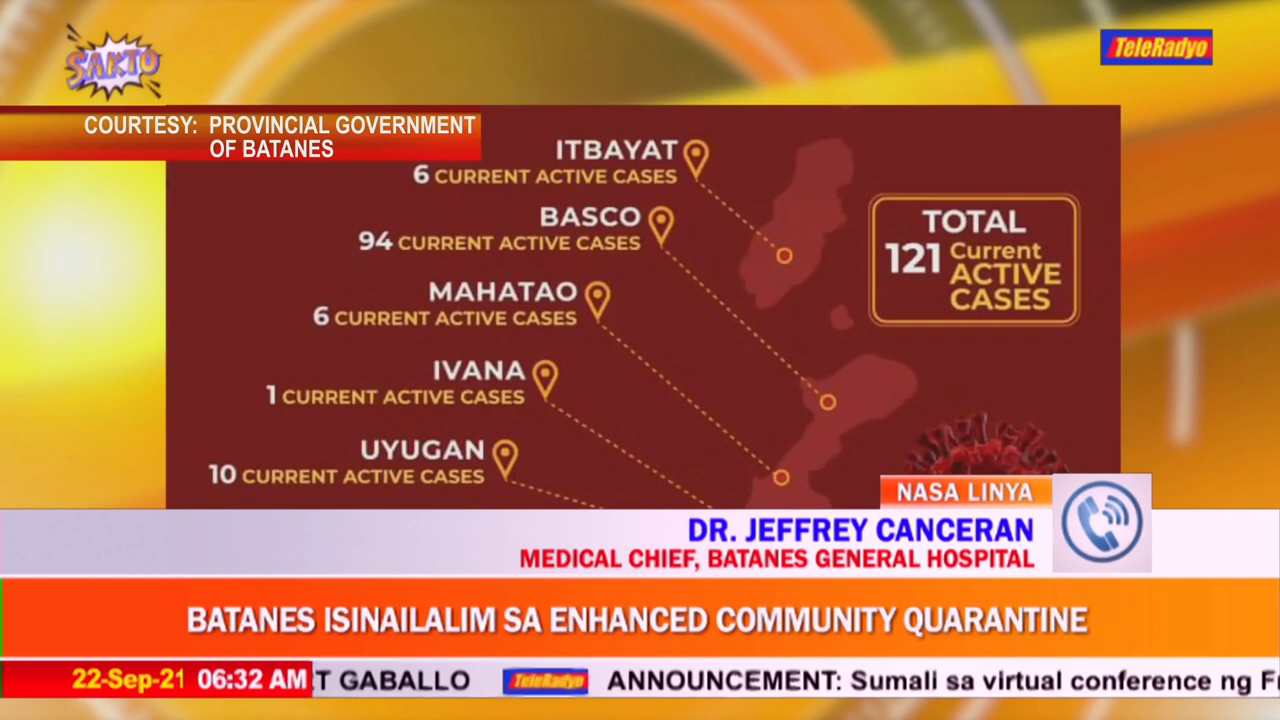 SAKTO
TeleRadyo
COURTESY: PROVINCIAL GOVERNMENT
OF BATANES
ITBAYAT
6 CURRENT ACTIVE CASES
BASCO
94 CURRENT ACTIVE CASES
MAHATAO
6 CURRENT ACTIVE CASES
IVANA
1 CURRENT ACTIVE CASES
UYUGAN
10 CURRENT ACTIVE CASES
TOTAL
121 Current
ACTIVE
CASES
NASA LINYA
DR. JEFFREY CANCERAN
MEDICAL CHIEF, BATANES GENERAL HOSPITAL
BATANES ISINAILALIM SA ENHANCED COMMUNITY QUARANTINE
22-Sep-21 06:32 AM T GABALLO TeleRadyo ANNOUNCEMENT: Sumali sa virtual conference ng Fr